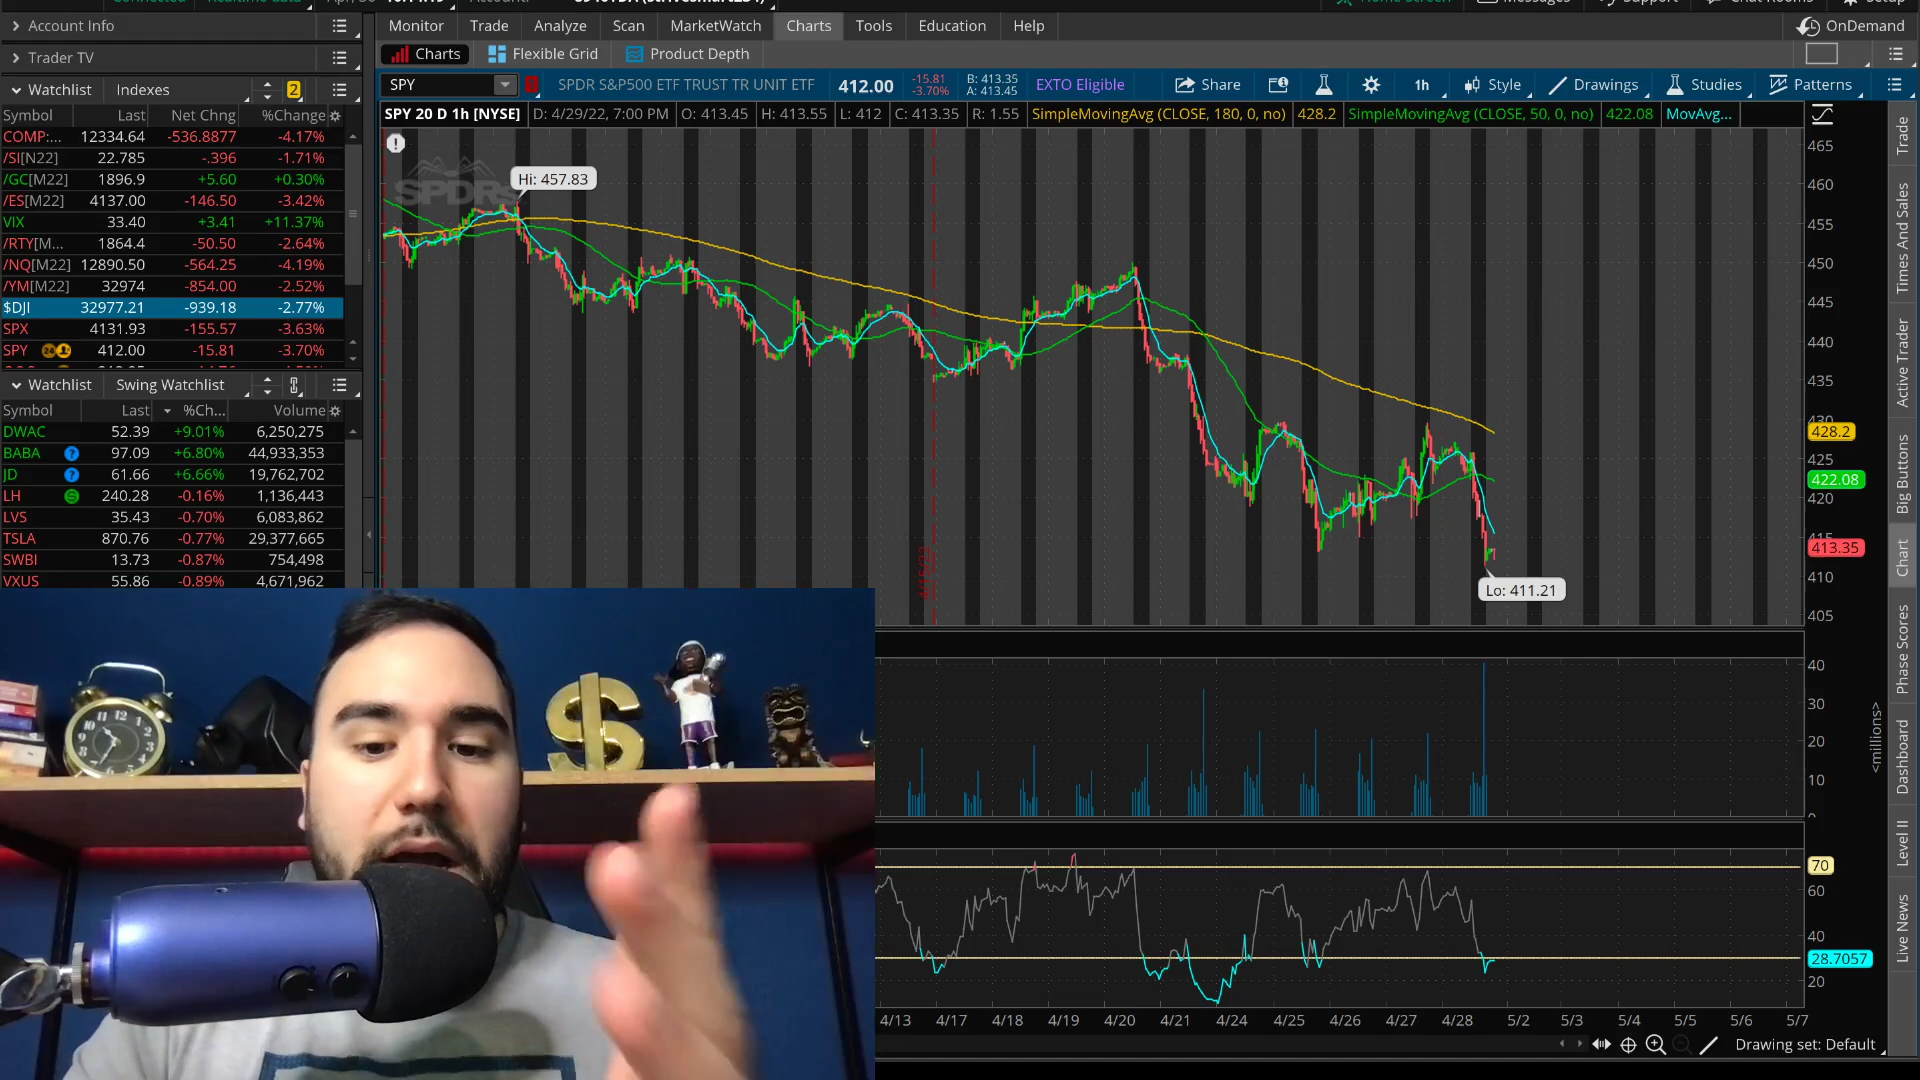 Account Info
Monitor Trade Analyze Scan MarketWatch Charts Tools Education Help OnDemand
Trader TV
Charts Flexible Grid Product Depth
Watchlist Indexes 2
SPY SPDR S&P500 ETF TRUST TR UNIT ETF 412.00 -15.81 -3.70% B: 413.35 A: 413.45 EXTO Eligible Share 1h Style Drawings Studies Patterns
Symbol Last Net Chng %Change
SPY 20 D 1h [NYSE] D: 4/29/22, 7:00 PM O: 413.45 H: 413.55 L: 412 C: 413.35 R: 1.55 SimpleMovingAvg (CLOSE, 180, 0, no) 428.2 SimpleMovingAvg (CLOSE, 50, 0, no) 422.08 MovAvg...
COMP:... 12334.64 -536.8877 -4.17%
/SI[N22] 22.785 -.396 -1.71%
/GC[M22] 1896.9 +5.60 +0.30%
/ES[M22] 4137.00 -146.50 -3.42%
VIX 33.40 +3.41 +11.37%
/RTY[M... 1864.4 -50.50 -2.64%
/NQ[M22] 12890.50 -564.25 -4.19%
/YM[M22] 32974 -854.00 -2.52%
$DJI 32977.21 -939.18 -2.77%
SPX 4131.93 -155.57 -3.63%
SPY 24 412.00 -15.81 -3.70%
Watchlist Swing Watchlist
Symbol Last %Ch... Volume
DWAC 52.39 +9.01% 6,250,275
BABA ? 97.09 +6.80% 44,933,353
JD ? 61.66 +6.66% 19,762,702
LH S 240.28 -0.16% 1,136,443
LVS 35.43 -0.70% 6,083,862
TSLA 870.76 -0.77% 29,377,665
SWBI 13.73 -0.87% 754,498
VXUS 55.86 -0.89% 4,671,962
SPDRs
Hi: 457.83
Lo: 411.21
4/15/22
465
460
455
450
445
440
435
430
428.2
425
422.08
420
415
413.35
410
405
40
30
20
10
0
<millions>
70
60
40
28.7057
20
4/13 4/17 4/18 4/19 4/20 4/21 4/24 4/25 4/26 4/27 4/28 5/2 5/3 5/4 5/5 5/6 5/7
Drawing set: Default
Trade
Times And Sales
Active Trader
Big Buttons
Chart
Phase Scores
Dashboard
Level II
Live News